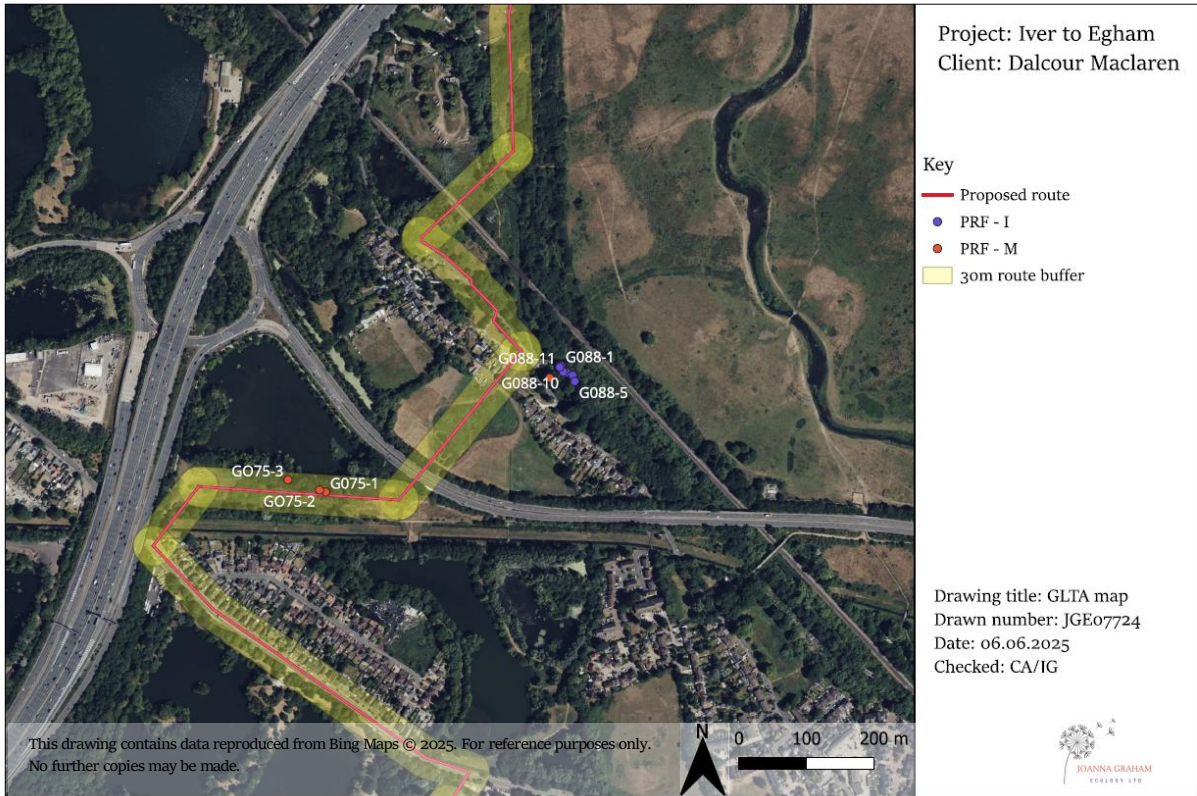 Project: Iver to Egham
Client: Dalcour Maclaren
Key
Proposed route
PRF - I
PRF - M
30m route buffer
G088-11
G088-1
G088-10
G088-5
GO75-3
G075-1
GO75-2
Drawing title: GLTA map
Drawn number: JGE07724
Date: 06.06.2025
Checked: CA/IG
This drawing contains data reproduced from Bing Maps © 2025. For reference purposes only.
No further copies may be made.
N
0 100 200 m
JOANNA GRAHAM
ECOLOGY LTD